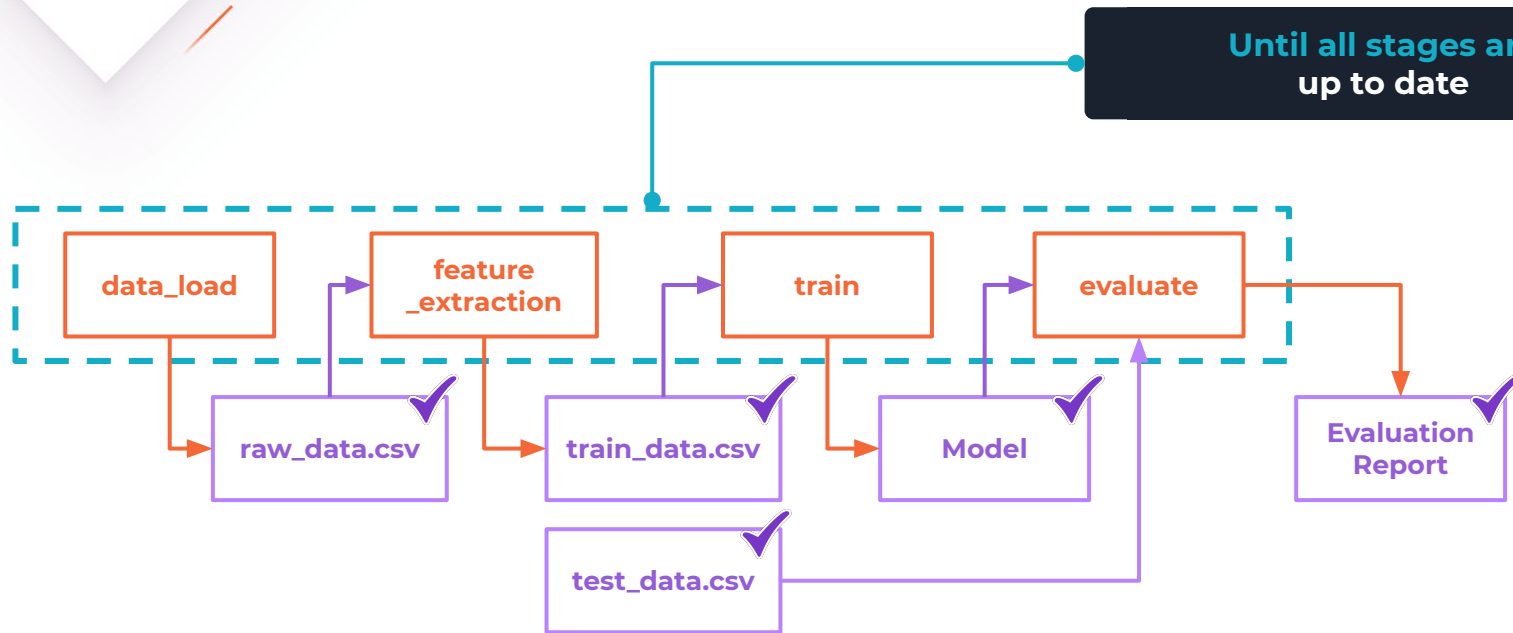 Until all stages
up to date
data_load
feature
_extraction
train
evaluate
raw_data.csv
train_data.csv
Model
Evaluation
Report
test_data.csv